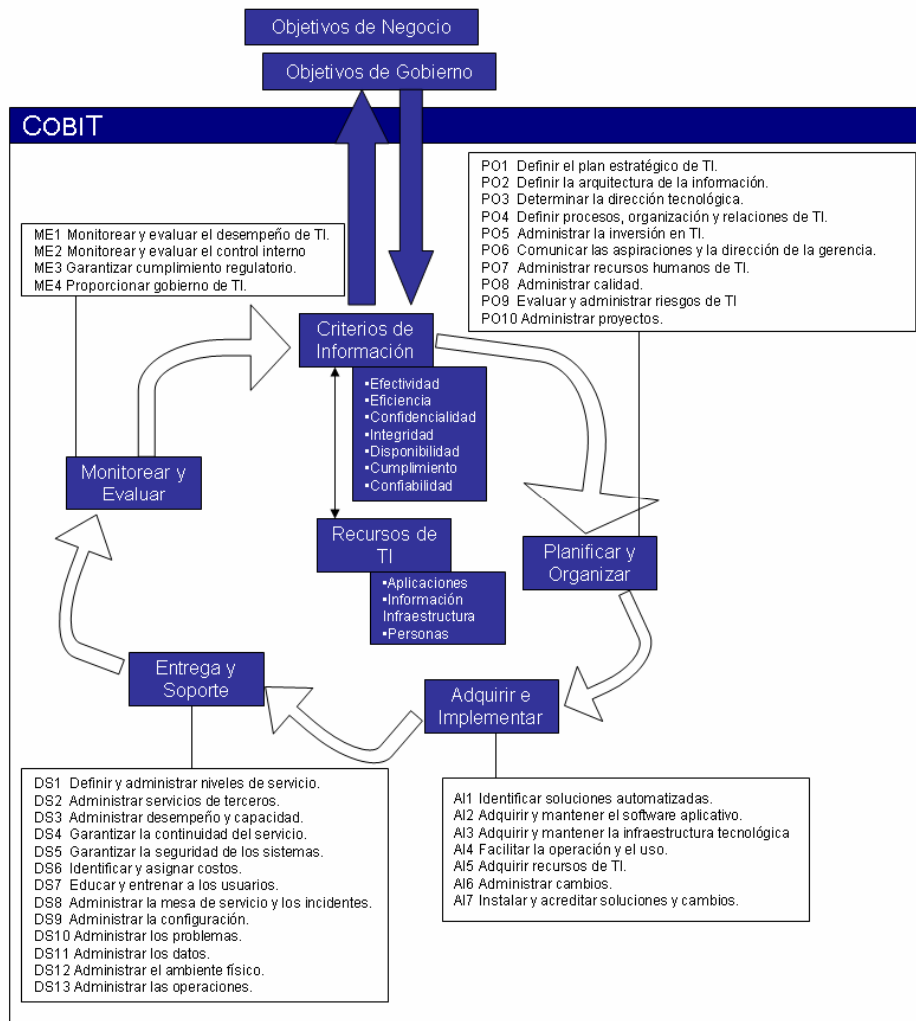 Objetivos de Negocio
Objetivos de Gobierno
COBIT
PO1 Definir el plan estratégico de TI.
PO2 Definir la arquitectura de la información.
PO3 Determinar la dirección tecnológica.
PO4 Definir procesos, organización y relaciones de TI.
PO5 Administrar la inversión en TI.
PO6 Comunicar las aspiraciones y la dirección de la gerencia.
PO7 Administrar recursos humanos de TI.
PO8 Administrar calidad.
PO9 Evaluar y administrar riesgos de TI
PO10 Administrar proyectos.
ME1 Monitorear y evaluar el desempeño de TI.
ME2 Monitorear y evaluar el control interno
ME3 Garantizar cumplimiento regulatorio.
ME4 Proporcionar gobierno de TI.
Criterios de
Información
▪Efectividad
▪Eficiencia
▪Confidencialidad
▪Integridad
▪Disponibilidad
▪Cumplimiento
▪Confiabilidad
Monitorear y
Evaluar
Recursos de
TI
▪Aplicaciones
▪Información
Infraestructura
▪Personas
Planificar y
Organizar
Entrega y
Soporte
Adquirir e
Implementar
DS1 Definir y administrar niveles de servicio.
DS2 Administrar servicios de terceros.
DS3 Administrar desempeño y capacidad.
DS4 Garantizar la continuidad del servicio.
DS5 Garantizar la seguridad de los sistemas.
DS6 Identificar y asignar costos.
DS7 Educar y entrenar a los usuarios.
DS8 Administrar la mesa de servicio y los incidentes.
DS9 Administrar la configuración.
DS10 Administrar los problemas.
DS11 Administrar los datos.
DS12 Administrar el ambiente físico.
DS13 Administrar las operaciones.
AI1 Identificar soluciones automatizadas.
AI2 Adquirir y mantener el software aplicativo.
AI3 Adquirir y mantener la infraestructura tecnológica
AI4 Facilitar la operación y el uso.
AI5 Adquirir recursos de TI.
AI6 Administrar cambios.
AI7 Instalar y acreditar soluciones y cambios.